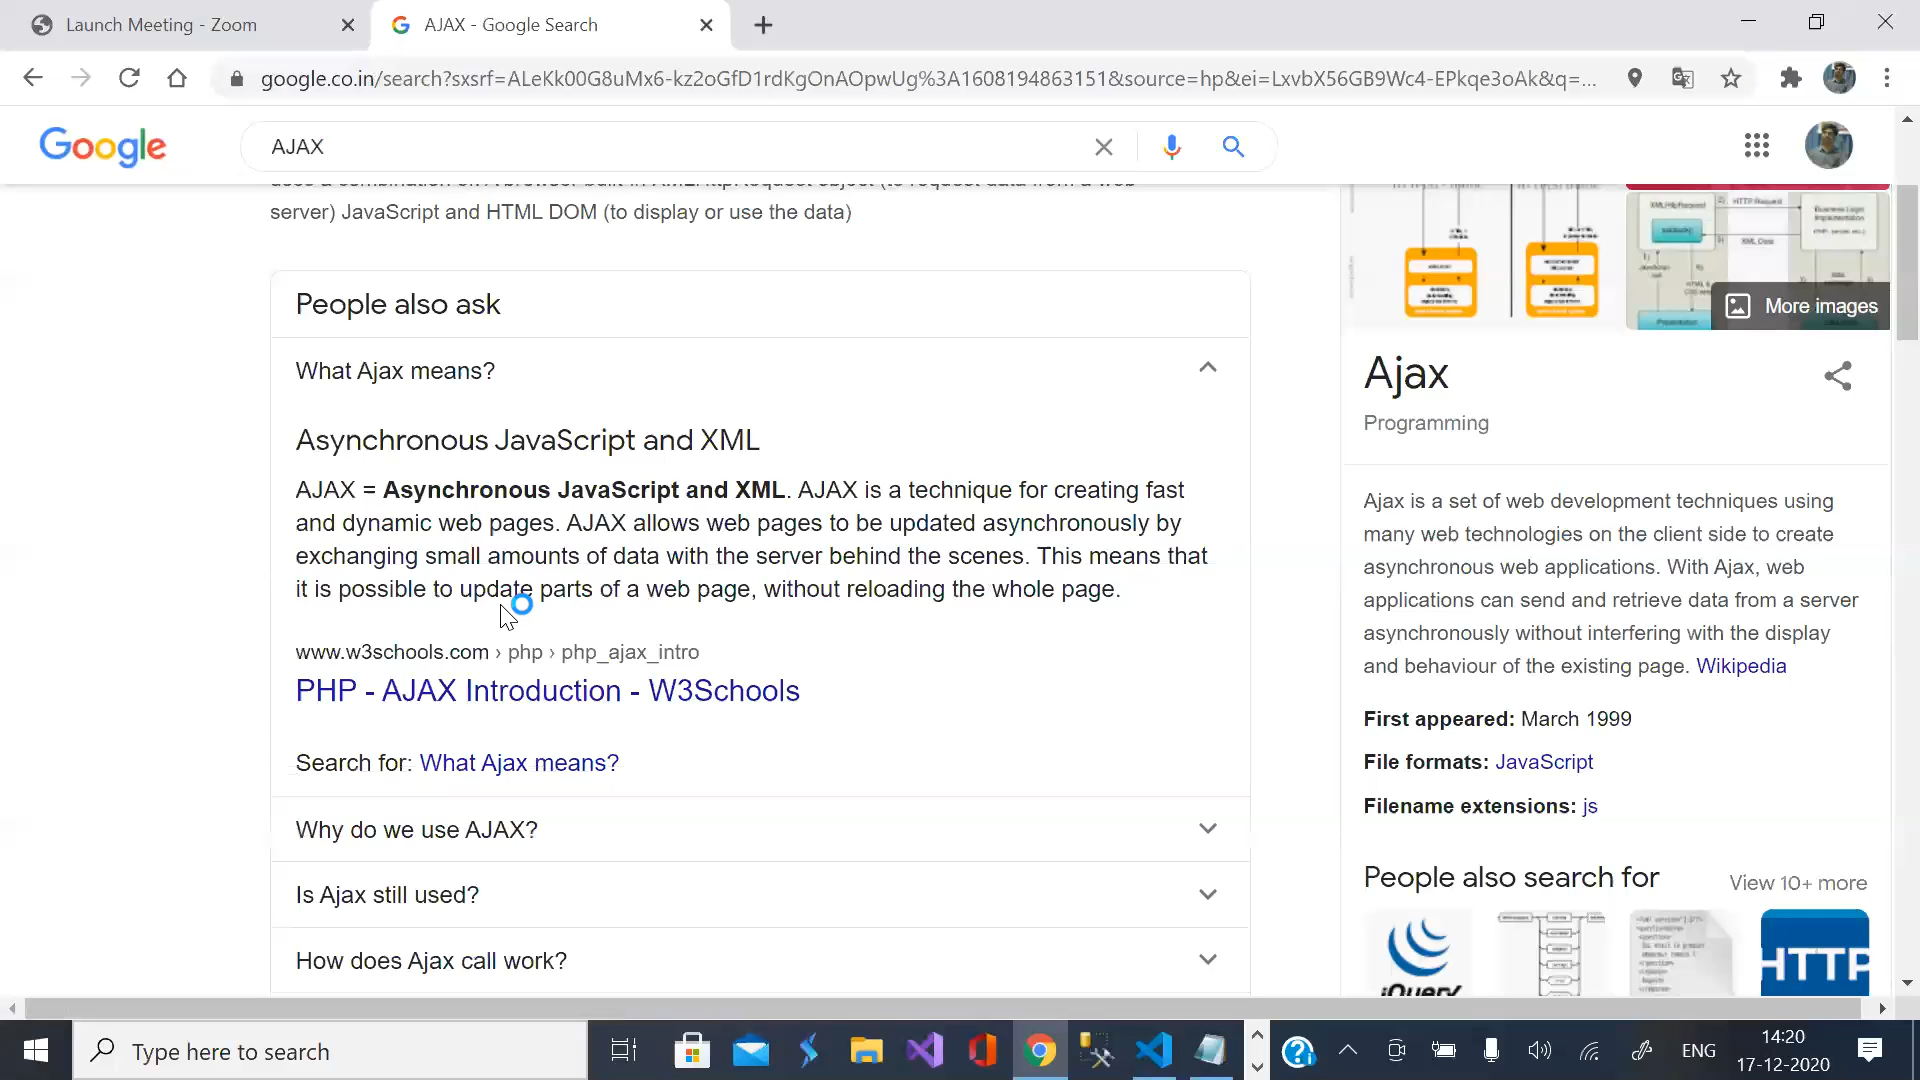 Launch Meeting - Zoom
AJAX - Google Search
google.co.in/search?sxsrf=ALeKk00G8uMx6-kz2oGfD1rdKgOnAOpwUg%3A1608194863151&source=hp&ei=LxvbX56GB9Wc4-EPkqe3oAk&q=...
Google
AJAX
server) JavaScript and HTML DOM (to display or use the data)
People also ask
What Ajax means?
Asynchronous JavaScript and XML
AJAX = Asynchronous JavaScript and XML. AJAX is a technique for creating fast
and dynamic web pages. AJAX allows web pages to be updated asynchronously by
exchanging small amounts of data with the server behind the scenes. This means that
it is possible to update parts of a web page, without reloading the whole page.
www.w3schools.com › php › php_ajax_intro
PHP - AJAX Introduction - W3Schools
Search for: What Ajax means?
Why do we use AJAX?
Is Ajax still used?
How does Ajax call work?
XMLHttpRequest
HTTP Request
XML Data
More images
Ajax
Programming
Ajax is a set of web development techniques using
many web technologies on the client side to create
asynchronous web applications. With Ajax, web
applications can send and retrieve data from a server
asynchronously without interfering with the display
and behaviour of the existing page. Wikipedia
First appeared: March 1999
File formats: JavaScript
Filename extensions: js
People also search for
View 10+ more
jQuery
HTTP
Type here to search
ENG
14:20
17-12-2020